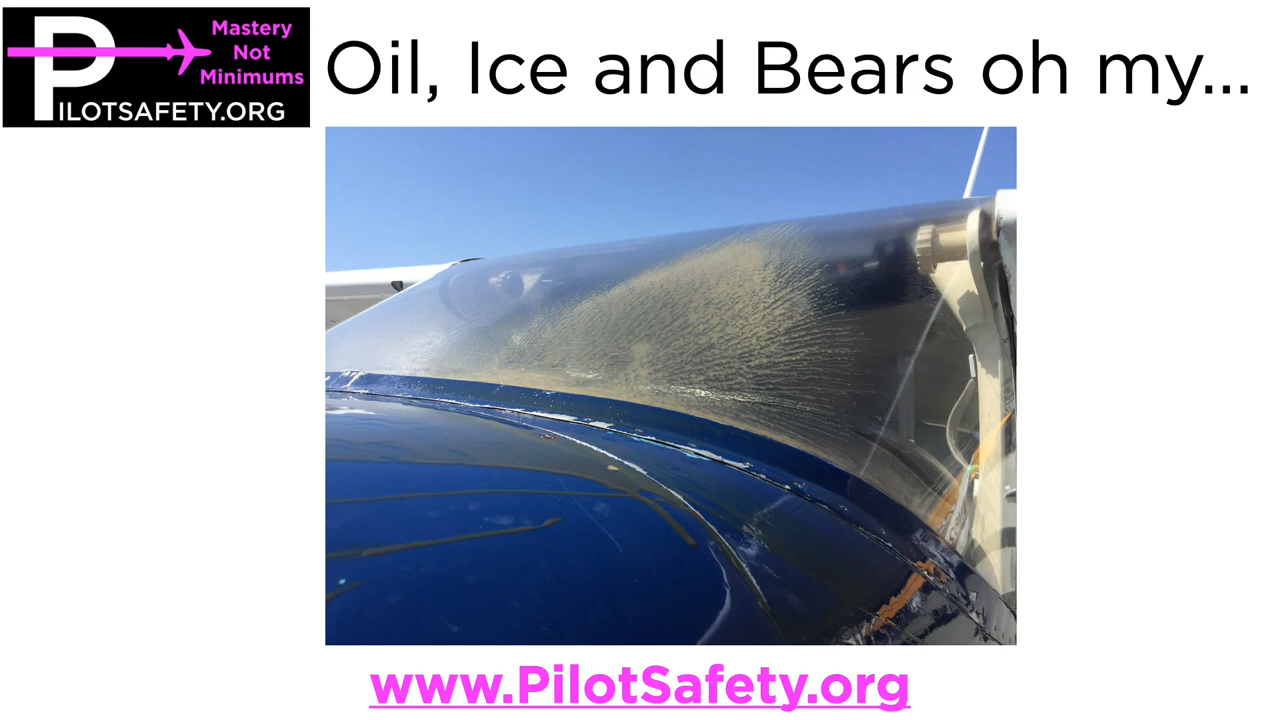 Mastery
Not
Minimums
PILOTSAFETY.ORG
Oil, Ice and Bears oh my...
www.PilotSafety.org